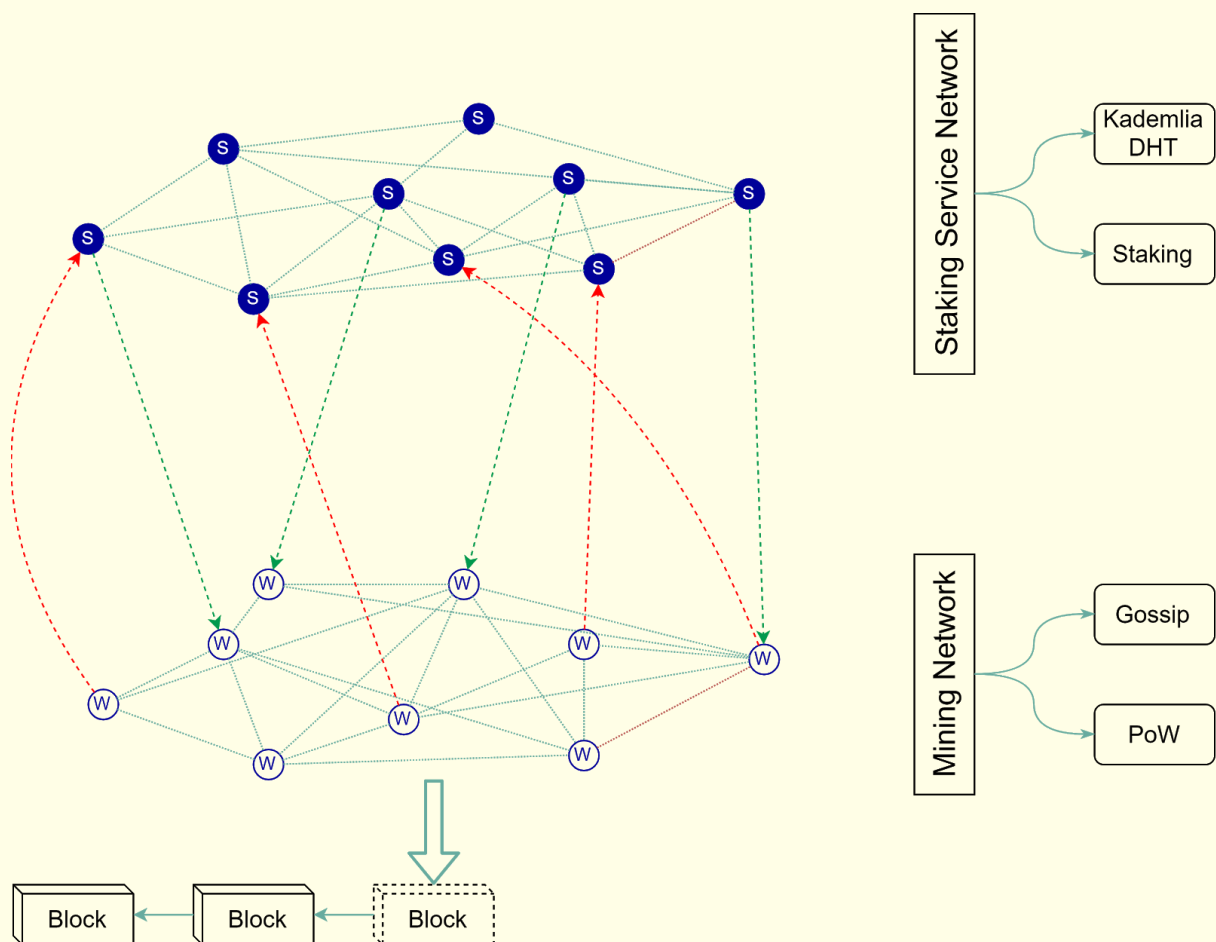 S
S
S
S
S
S
S
S
S
Staking Service Network
Kademlia
DHT
Staking
W
W
W
W
W
W
W
W
W
Mining Network
Gossip
PoW
Block
Block
Block